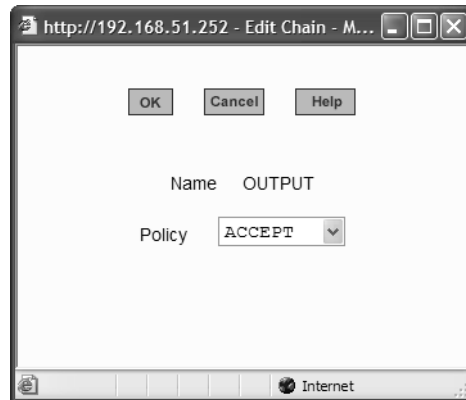 http://192.168.51.252 - Edit Chain - M...
OK Cancel Help
Name OUTPUT
Policy ACCEPT
Internet